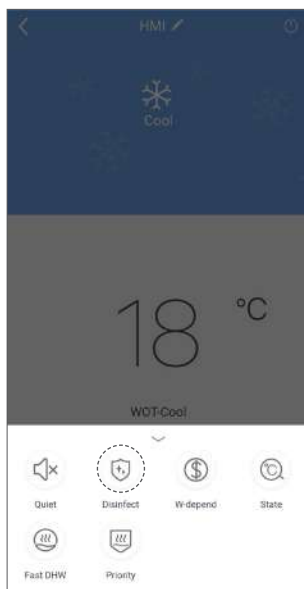 HMI
Cool
18 °C
WOT-Cool
Quiet Disinfect W-depend State
Fast DHW Priority